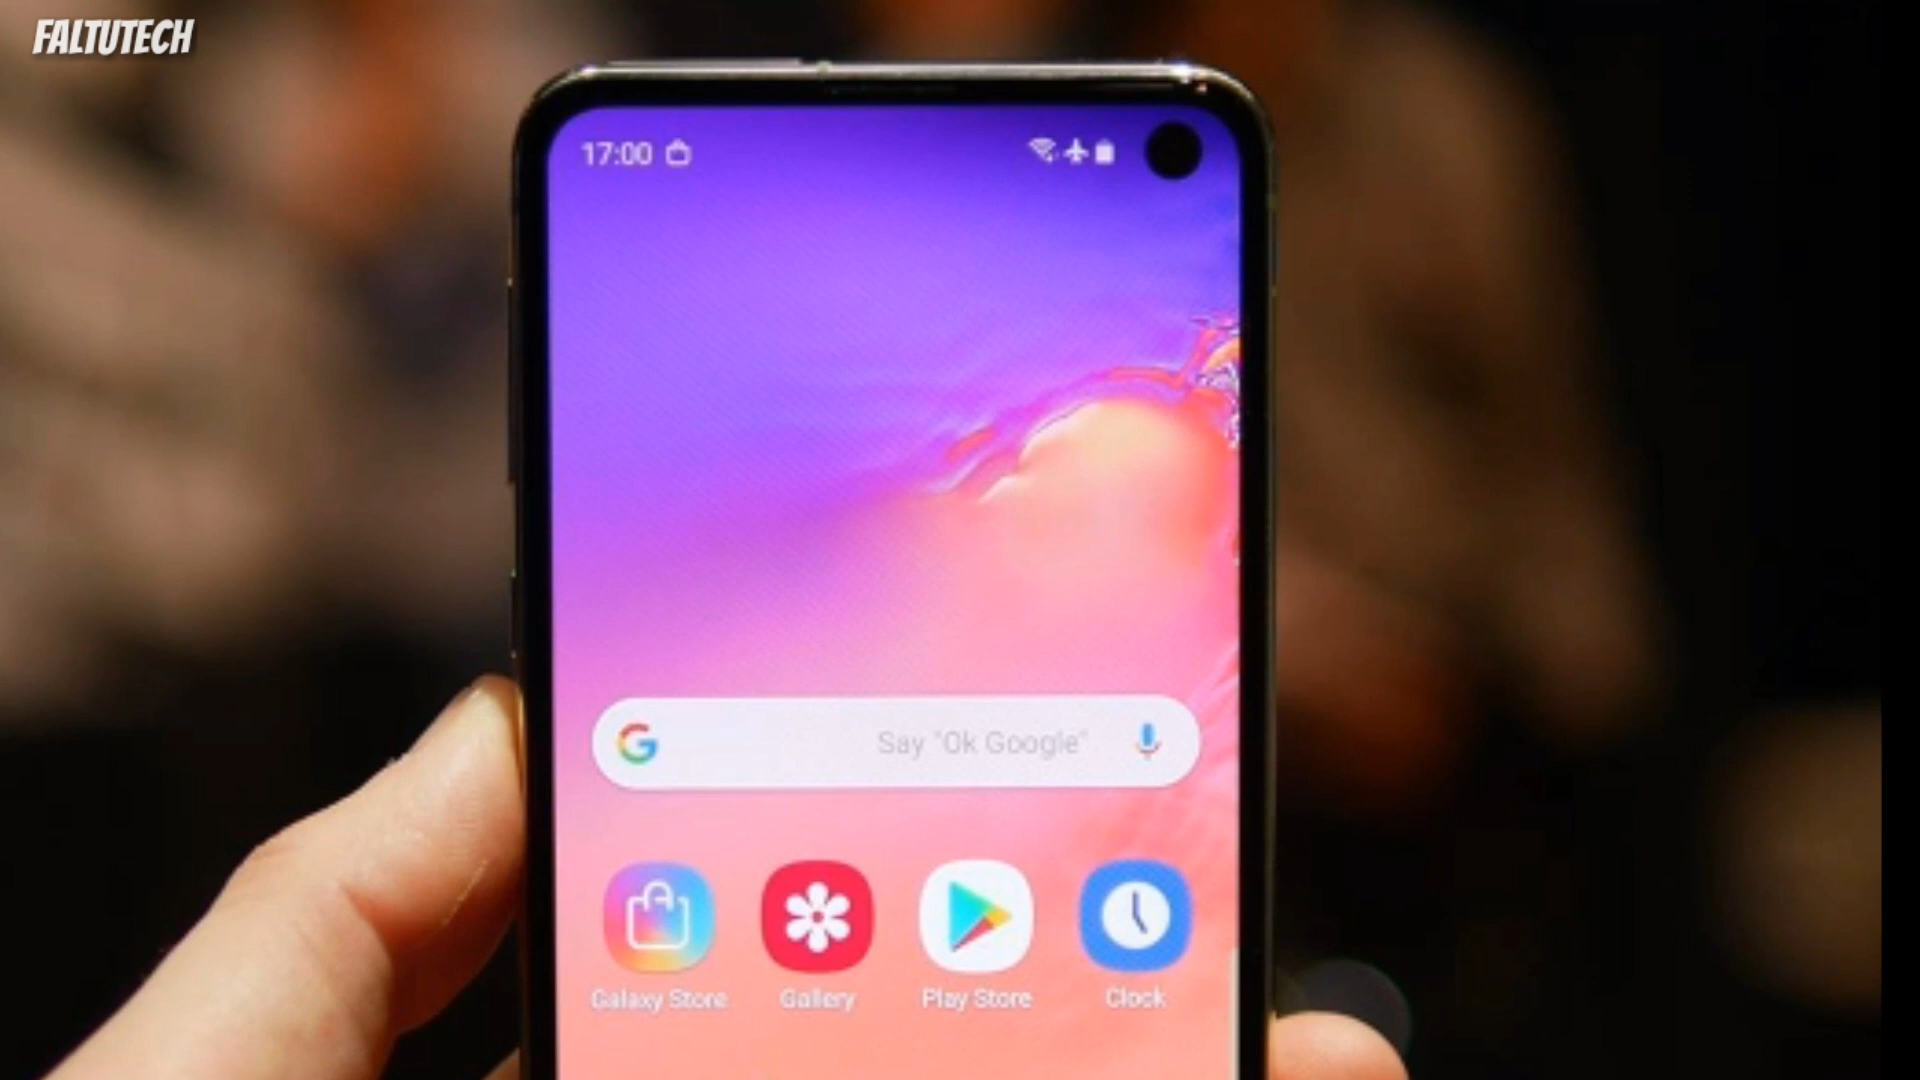 FALTUTECH
17:00
Say "Ok Google"
Galaxy Store
Gallery
Play Store
Clock